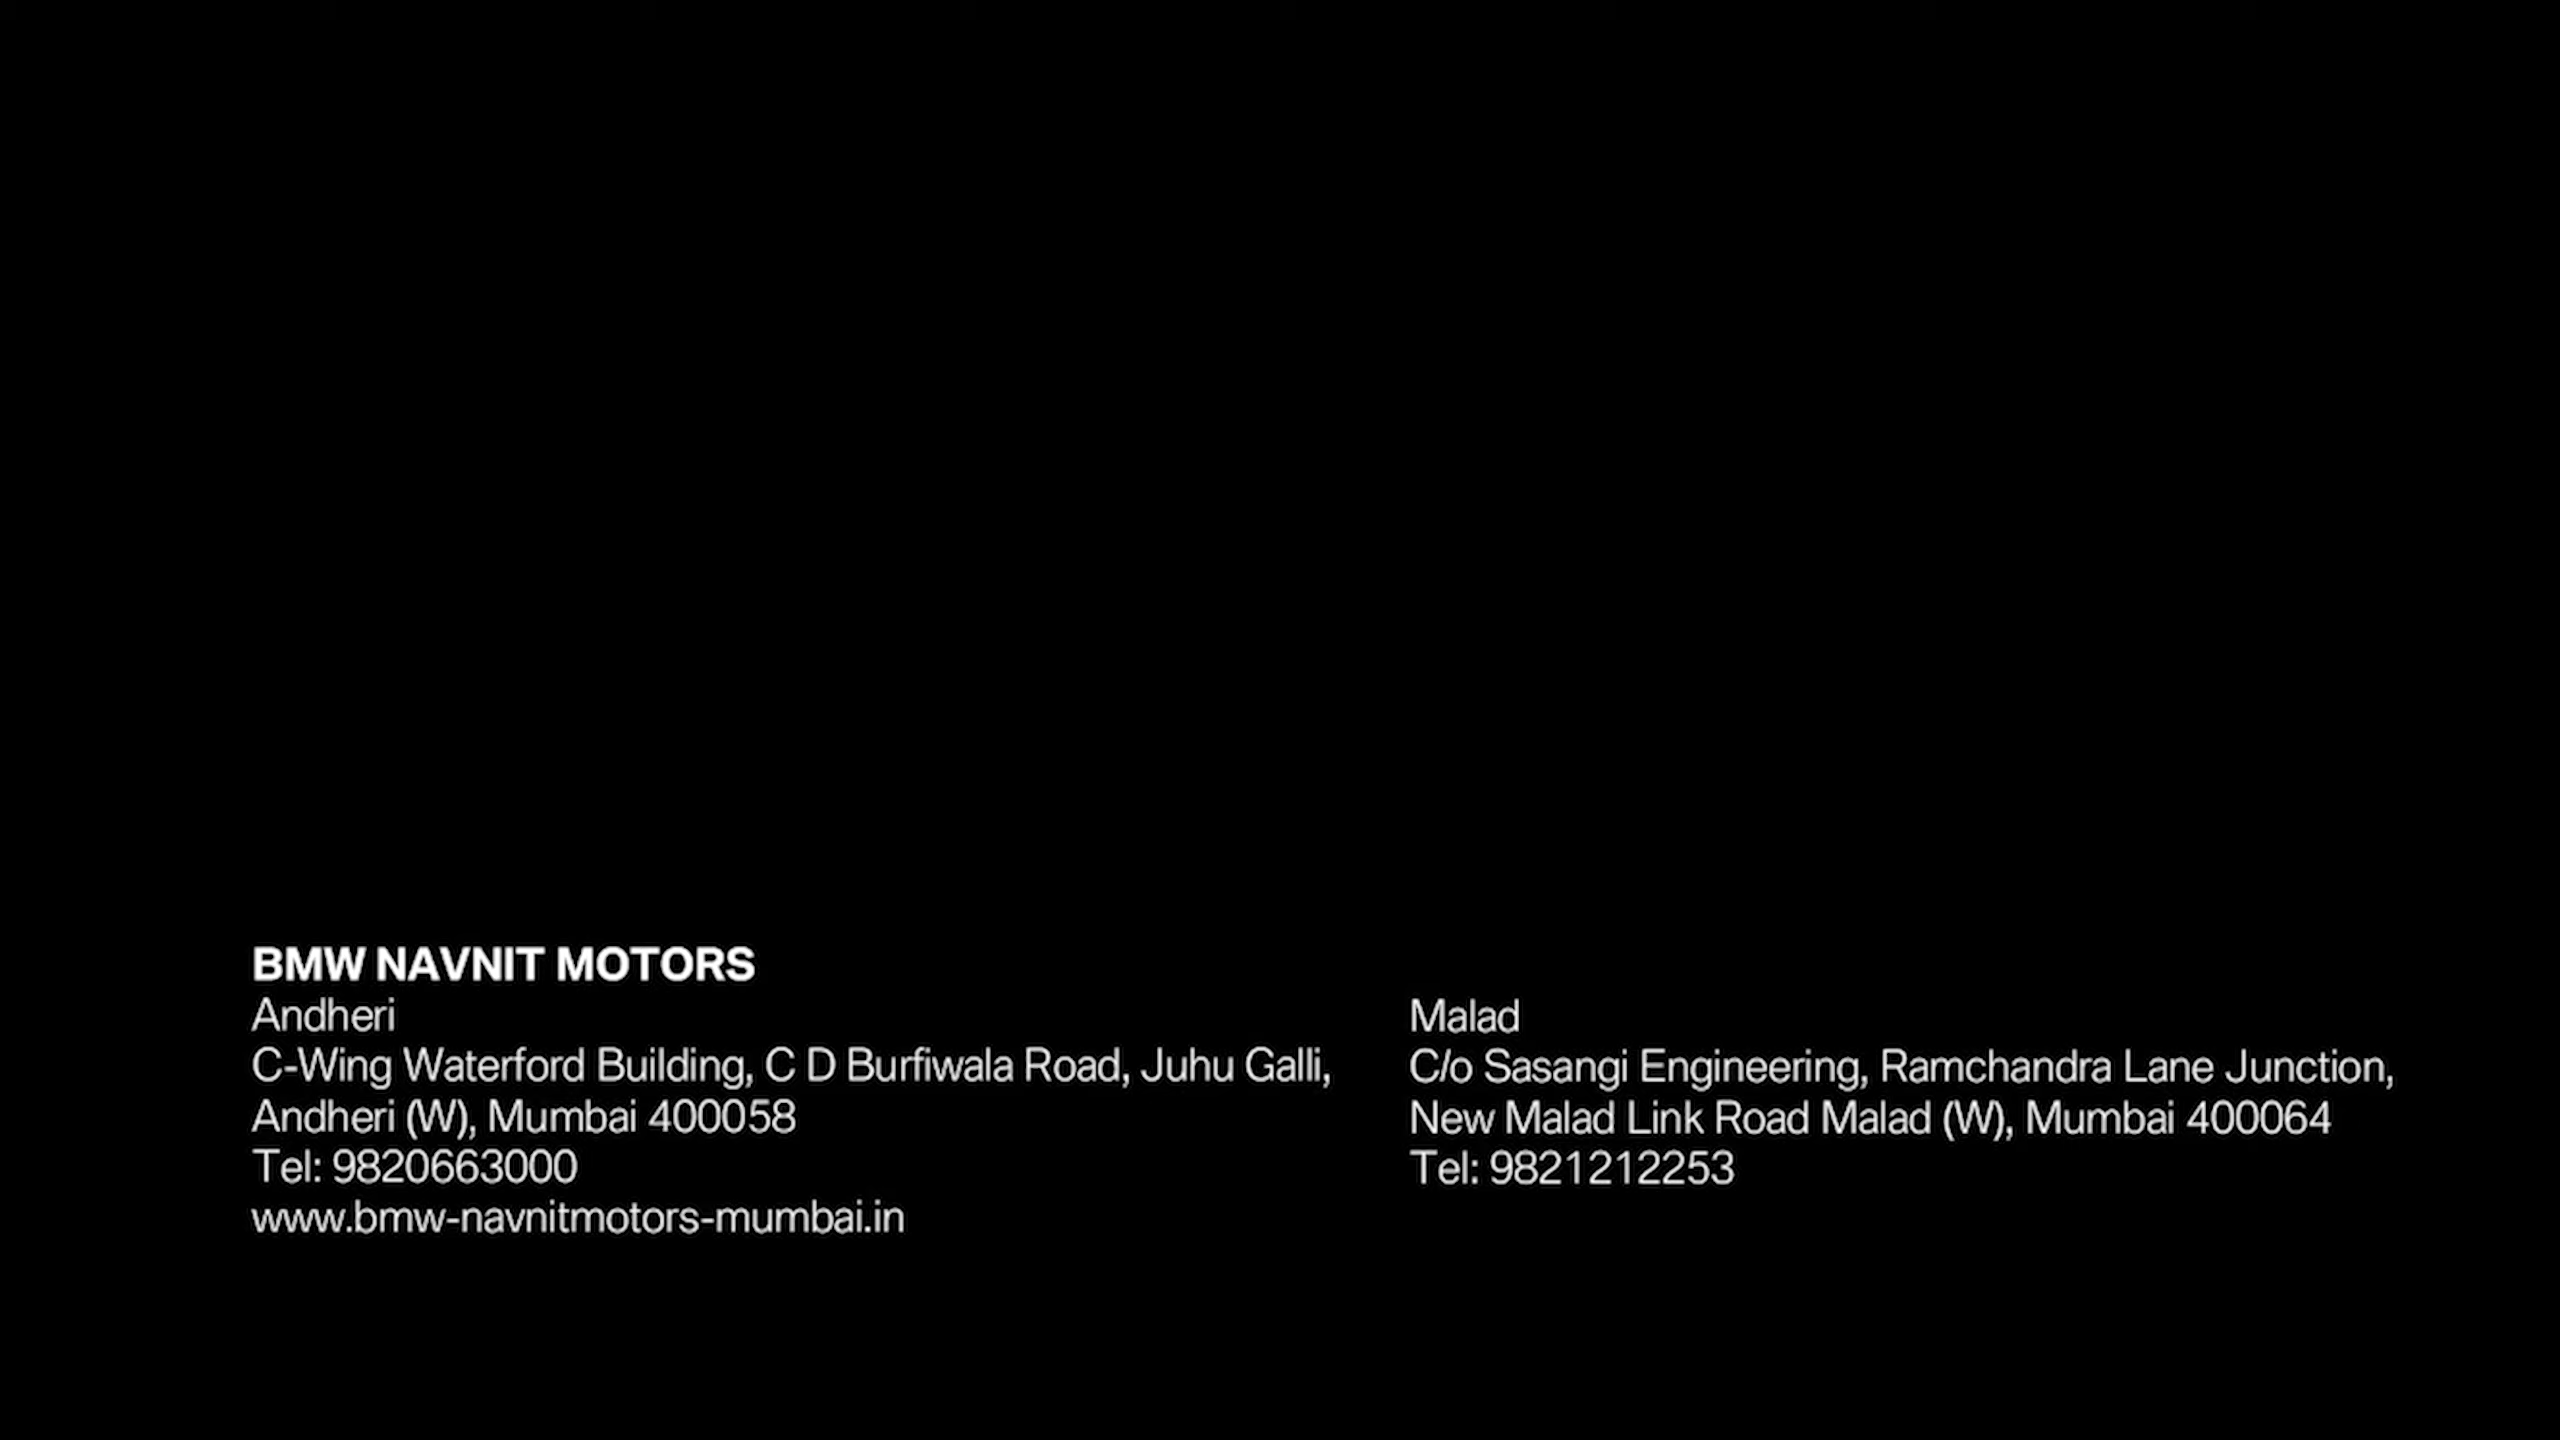 BMW NAVNIT MOTORS
Andheri
C-Wing Waterford Building, C D Burfiwala Road, Juhu Galli,
Andheri (W), Mumbai 400058
Tel: 9820663000
www.bmw-navnitmotors-mumbai.in
Malad
C/o Sasangi Engineering, Ramchandra Lane Junction,
New Malad Link Road Malad (W), Mumbai 400064
Tel: 9821212253